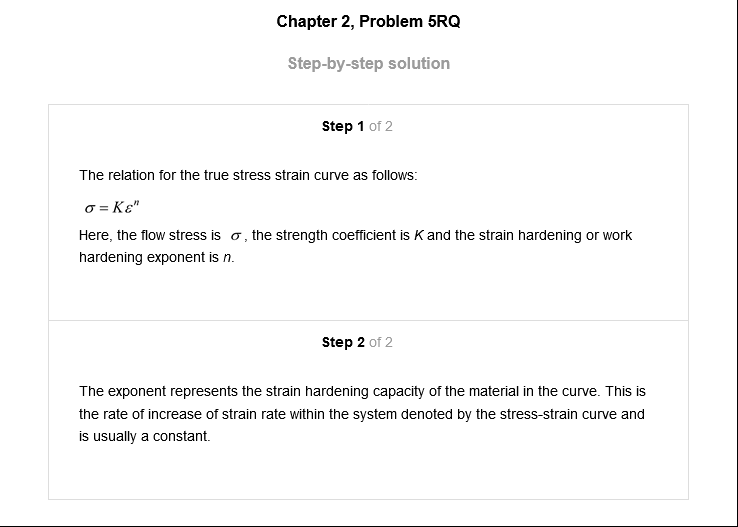 Chapter 2, Problem 5RQ
Step-by-step solution
Step 1 of 2
The relation for the true stress strain curve as follows:
σ = Kεⁿ
Here, the flow stress is σ, the strength coefficient is K and the strain hardening or work
hardening exponent is n.
Step 2 of 2
The exponent represents the strain hardening capacity of the material in the curve. This is
the rate of increase of strain rate within the system denoted by the stress-strain curve and
is usually a constant.